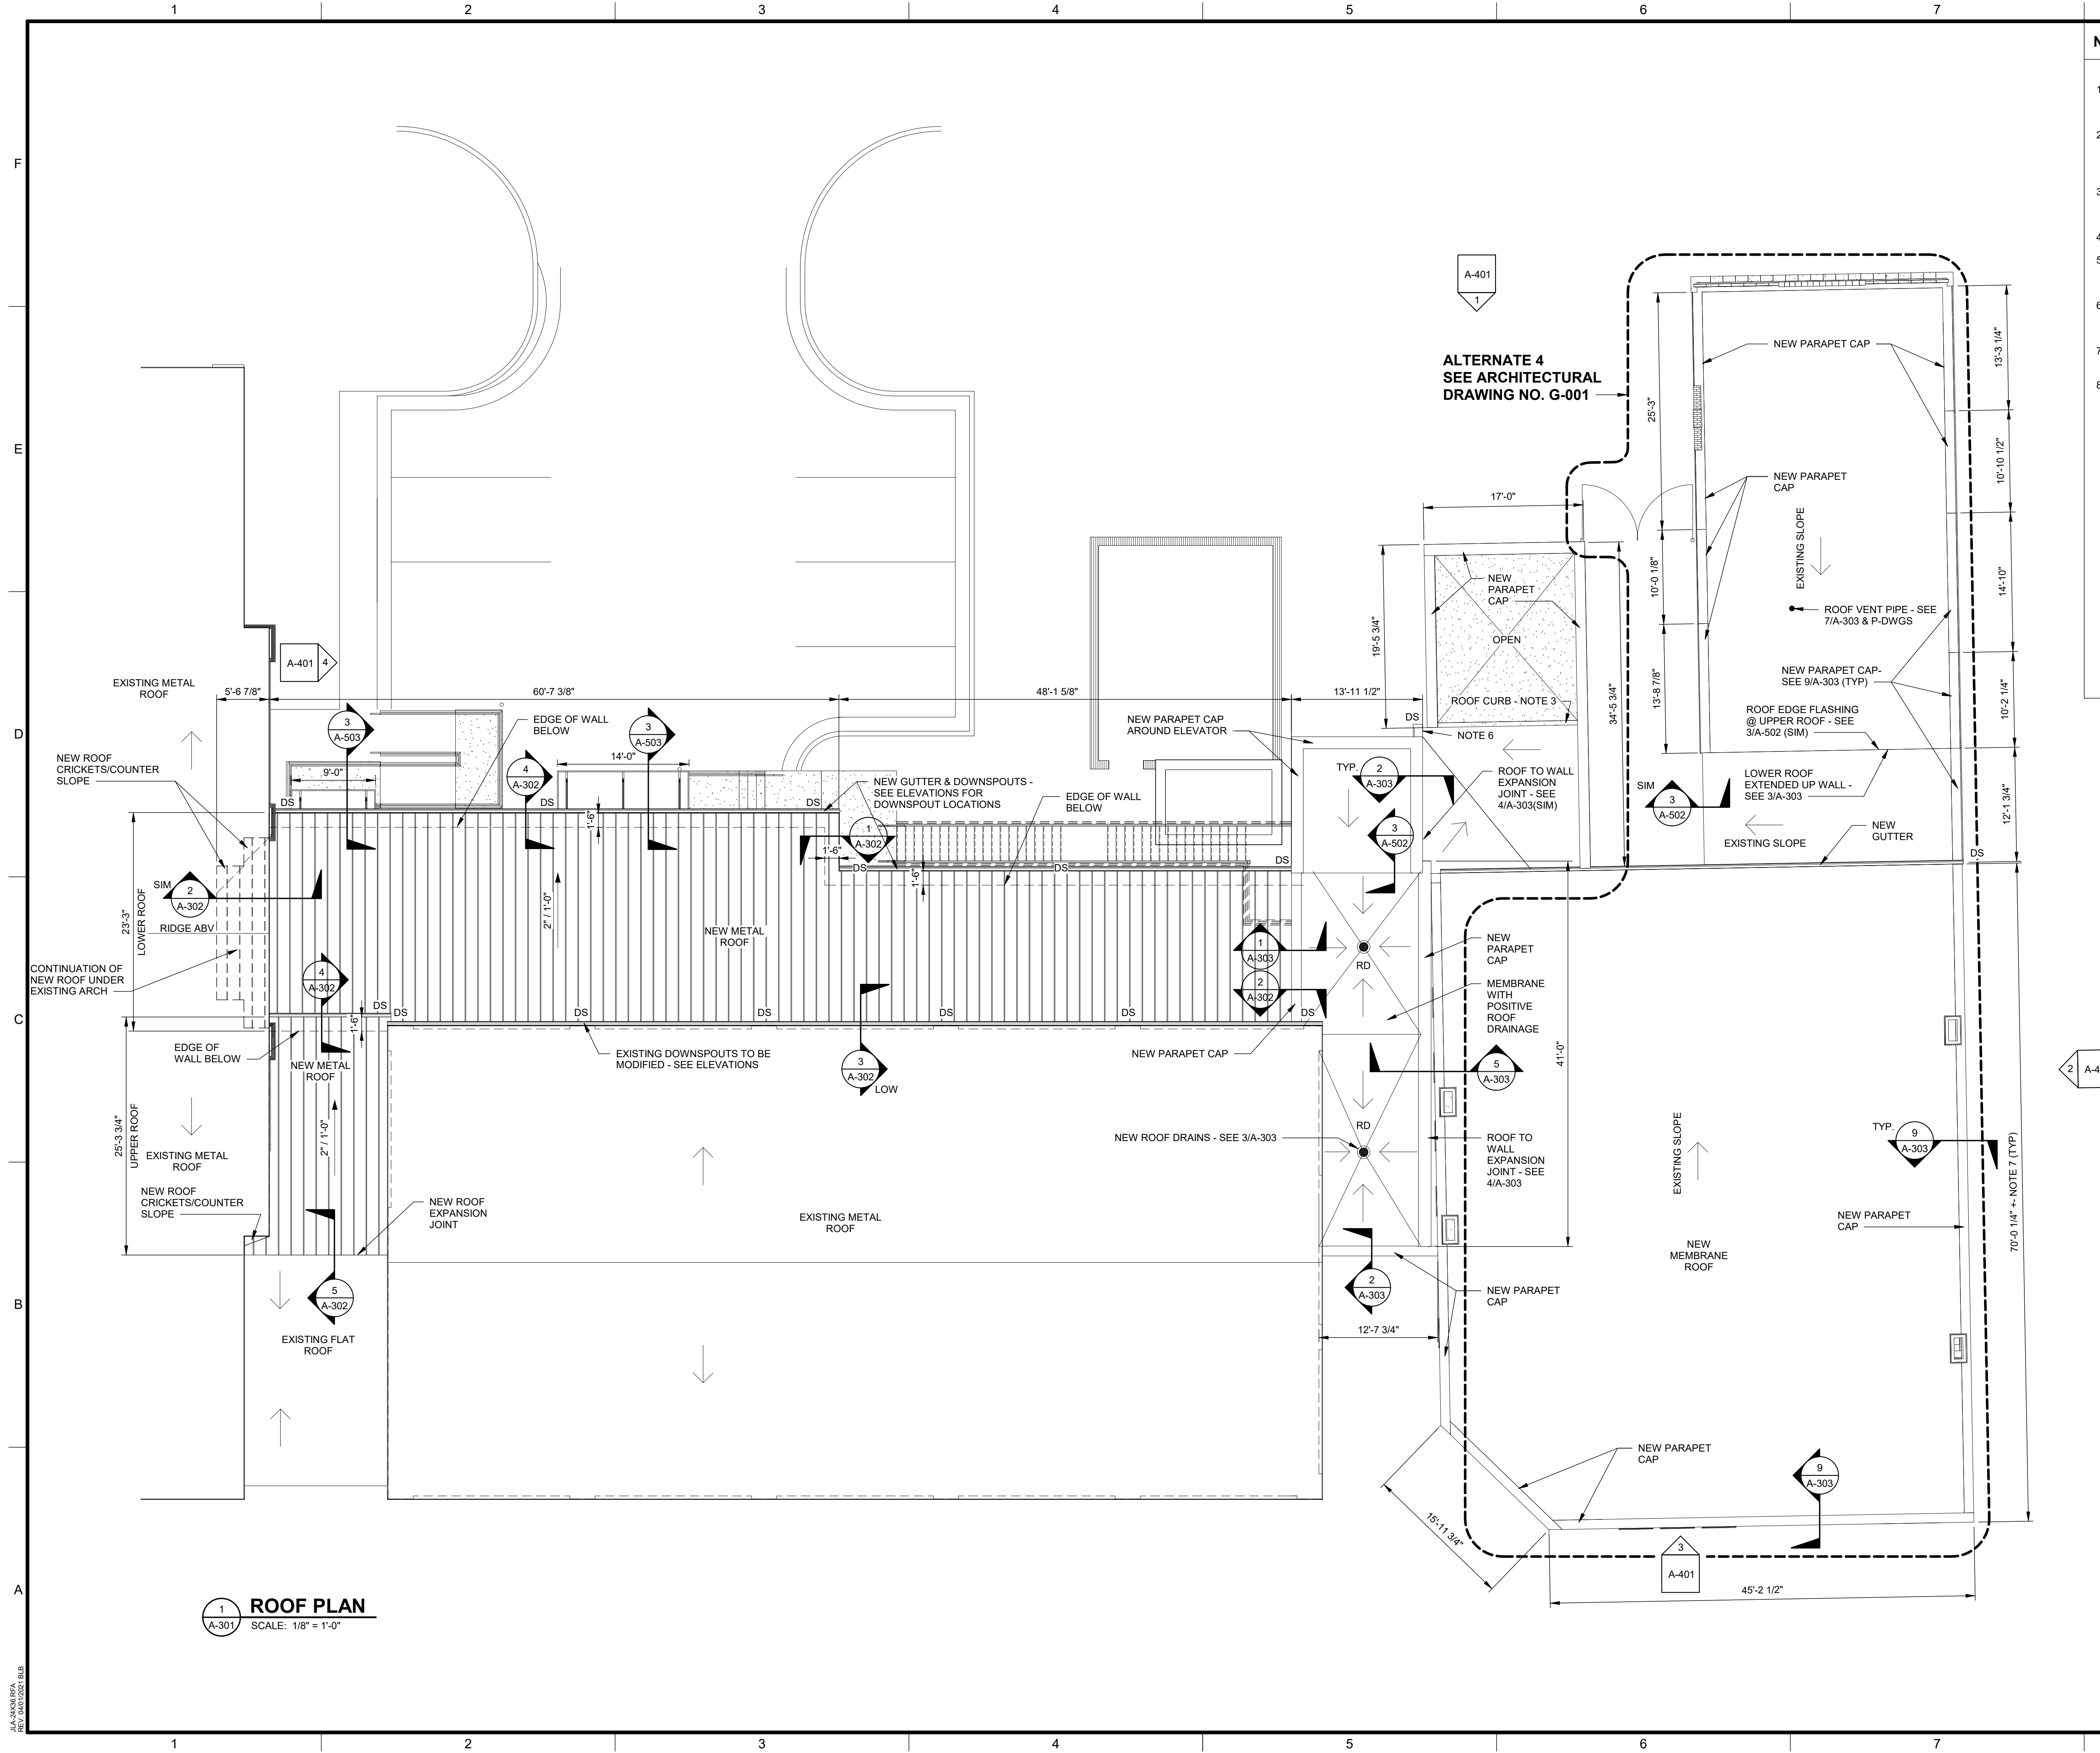 1
2
3
4
5
6
7
F
E
D
C
B
A
N
1
2
3
4
5
6
7
8
A-401
1
ALTERNATE 4
SEE ARCHITECTURAL
DRAWING NO. G-001
25'-3"
NEW PARAPET CAP
13'-3 1/4"
10'-10 1/2"
NEW PARAPET
CAP
17'-0"
EXISTING SLOPE
10'-0 1/8"
14'-10"
NEW
PARAPET
CAP
ROOF VENT PIPE - SEE
7/A-303 & P-DWGS
OPEN
19'-5 3/4"
34'-5 3/4"
13'-8 7/8"
NEW PARAPET CAP-
SEE 9/A-303 (TYP)
10'-2 1/4"
ROOF CURB - NOTE 3
ROOF EDGE FLASHING
@ UPPER ROOF - SEE
3/A-502 (SIM)
A-401
4
EXISTING METAL
ROOF
5'-6 7/8"
60'-7 3/8"
48'-1 5/8"
13'-11 1/2"
3
A-503
EDGE OF WALL
BELOW
3
A-503
NEW PARAPET CAP
AROUND ELEVATOR
DS
NOTE 6
NEW ROOF
CRICKETS/COUNTER
SLOPE
9'-0"
4
A-302
14'-0"
NEW GUTTER & DOWNSPOUTS -
SEE ELEVATIONS FOR
DOWNSPOUT LOCATIONS
EDGE OF WALL
BELOW
TYP.
2
A-303
ROOF TO WALL
EXPANSION
JOINT - SEE
4/A-303(SIM)
SIM
3
A-502
LOWER ROOF
EXTENDED UP WALL -
SEE 3/A-303
12'-1 3/4"
DS
DS
DS
1'-6"
1
A-302
1'-6"
3
A-502
NEW
GUTTER
EXISTING SLOPE
DS
DS
DS
DS
1'-6"
SIM
2
A-302
23'-3"
LOWER ROOF
RIDGE ABV
2" / 1'-0"
NEW METAL
ROOF
1
A-303
2
A-302
RD
NEW
PARAPET
CAP
CONTINUATION OF
NEW ROOF UNDER
EXISTING ARCH
4
A-302
MEMBRANE
WITH
POSITIVE
ROOF
DRAINAGE
DS
DS
DS
DS
DS
DS
DS
1'-6"
EDGE OF
WALL BELOW
NEW METAL
ROOF
EXISTING DOWNSPOUTS TO BE
MODIFIED - SEE ELEVATIONS
3
A-302
LOW
NEW PARAPET CAP
41'-0"
5
A-303
2
A-4
25'-3 3/4"
UPPER ROOF
2" / 1'-0"
NEW ROOF DRAINS - SEE 3/A-303
RD
ROOF TO
WALL
EXPANSION
JOINT - SEE
4/A-303
EXISTING SLOPE
TYP.
9
A-303
70'-0 1/4" +- NOTE 7 (TYP)
EXISTING METAL
ROOF
NEW ROOF
CRICKETS/COUNTER
SLOPE
NEW ROOF
EXPANSION
JOINT
EXISTING METAL
ROOF
NEW PARAPET
CAP
NEW
MEMBRANE
ROOF
5
A-302
2
A-303
NEW PARAPET
CAP
EXISTING FLAT
ROOF
12'-7 3/4"
NEW PARAPET
CAP
9
A-303
15'-11 3/4"
3
A-401
45'-2 1/2"
1
A-301
ROOF PLAN
SCALE: 1/8" = 1'-0"
JLA-24X36.RFA
REV. 04/01/2021 BLB
1
2
3
4
5
6
7